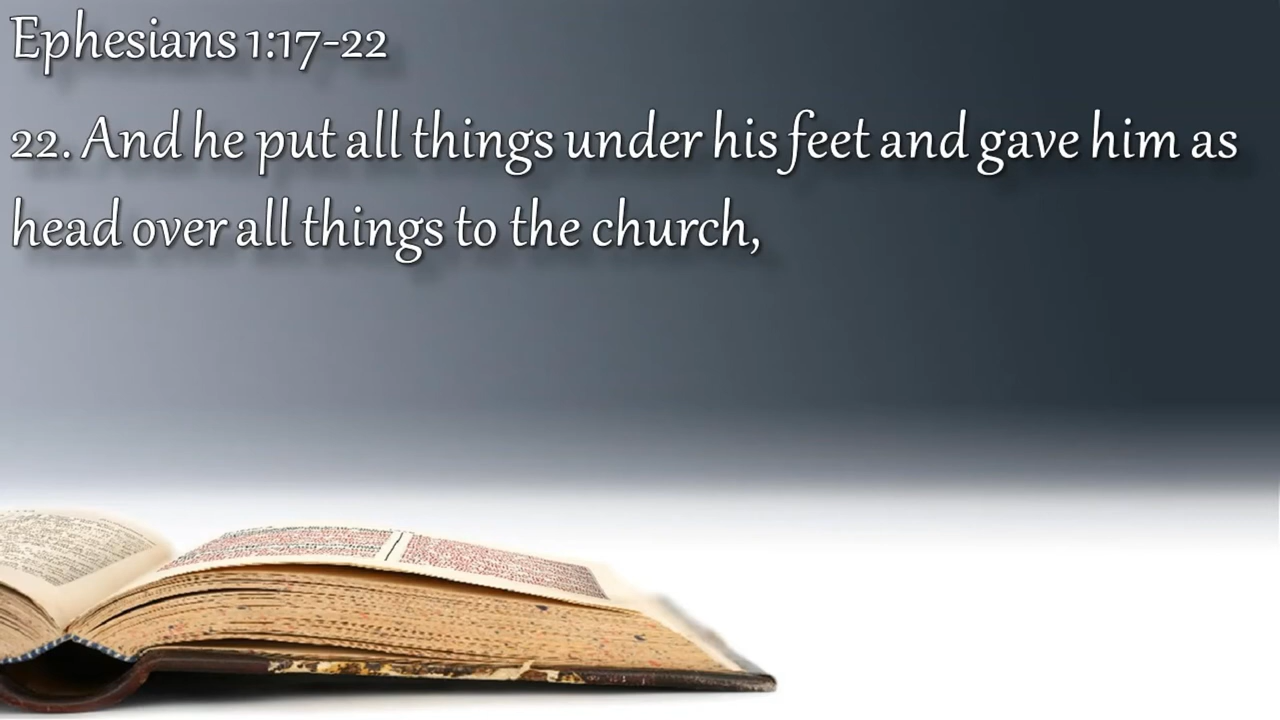 Ephesians 1:17-22
22. And he put all things under his feet and gave him as
head over all things to the church,